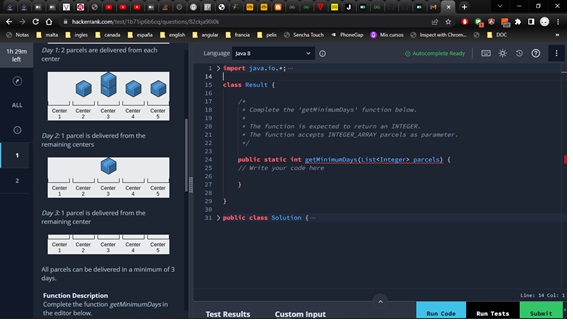 hackerrank.com/test/1b71ip6b6cq/questions/82ckja9l00k
Notas
malta
ingles
canada
españa
english
angular
francia
pelis
Sencha Touch
PhoneGap
Mis cursos
Inspect with Chrom...
DOC
1h 29m
left
ALL
1
2
Day 1: 2 parcels are delivered from each
center
Center Center Center Center Center
1 2 3 4 5
Day 2: 1 parcel is delivered from the
remaining centers
Center Center Center Center Center
1 2 3 4 5
Day 3: 1 parcel is delivered from the
remaining center
Center Center Center Center Center
1 2 3 4 5
All parcels can be delivered in a minimum of 3
days.
Function Description
Complete the function getMinimumDays in
the editor below.
Language Java 8
Autocomplete Ready
1 > import java.io.*; ...
14
15 class Result {
16
17 /*
18 * Complete the 'getMinimumDays' function below.
19 *
20 * The function is expected to return an INTEGER.
21 * The function accepts INTEGER_ARRAY parcels as parameter.
22 */
23
24 public static int getMinimumDays(List<Integer> parcels) {
25 // Write your code here
26
27 }
28
29 }
30
31 > public class Solution { ...
Line: 14 Col: 1
Test Results
Custom Input
Run Code
Run Tests
Submit